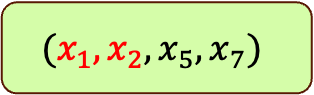 (x₁, x₂, x₅, x₇)